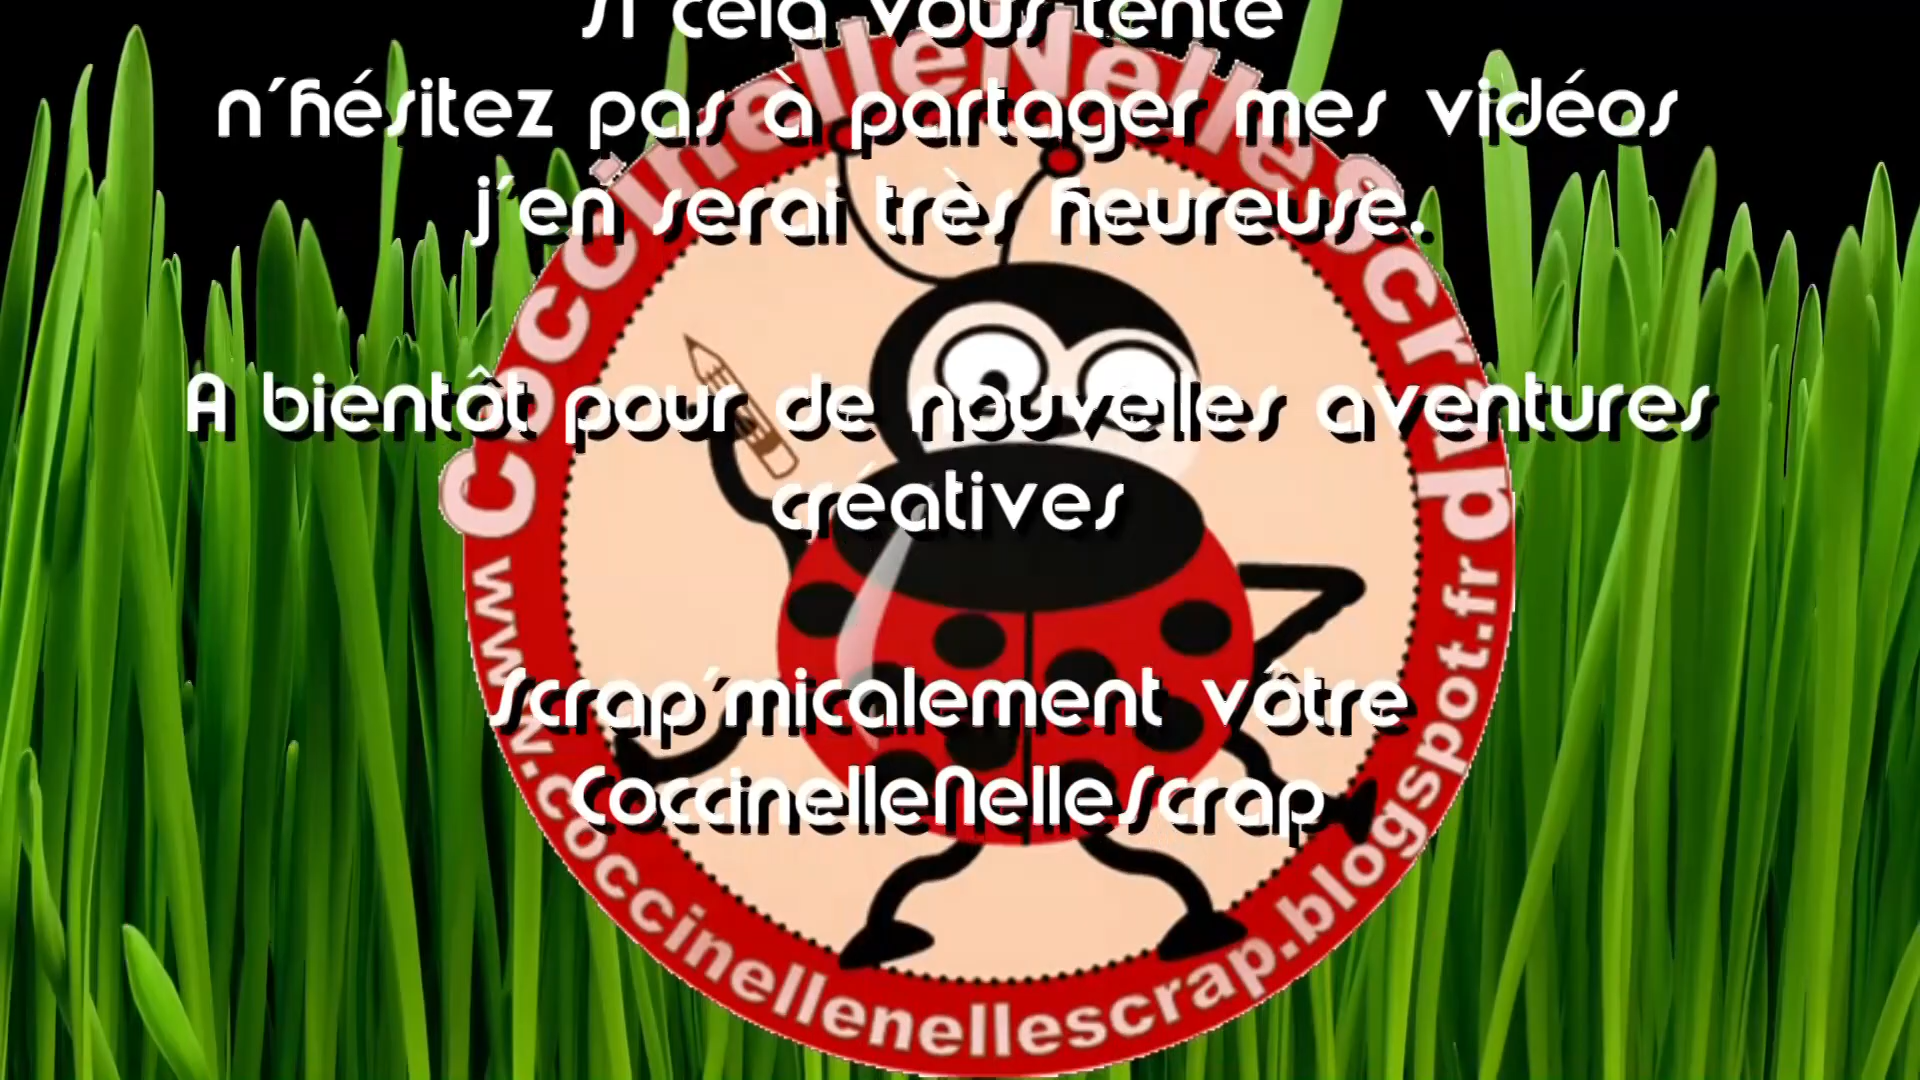 Si cela vous tente
n'hésitez pas à partager mes vidéos
j'en serai très heureuse.
A bientôt pour de nouvelles aventures
créatives
Scrap'micalement vôtre
CoccinelleNelleScrap
CoccinelleNellescrap
www.coccinellenellescrap.blogspot.fr